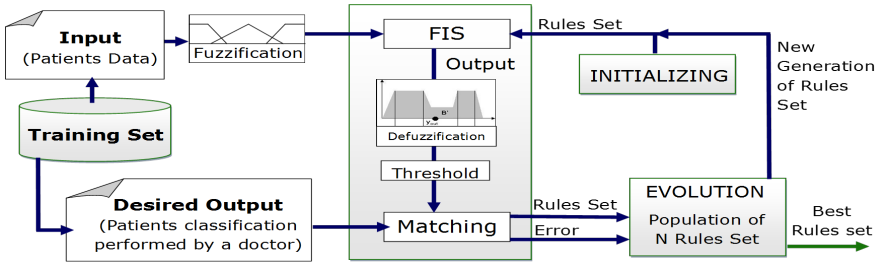 Input
(Patients Data)
Fuzzification
FIS
Rules Set
New
Generation
of Rules
Set
INITIALIZING
Output
B'
Defuzzification
Training Set
Threshold
Desired Output
(Patients classification
performed by a doctor)
Matching
Rules Set
Error
EVOLUTION
Population of
N Rules Set
Best
Rules set